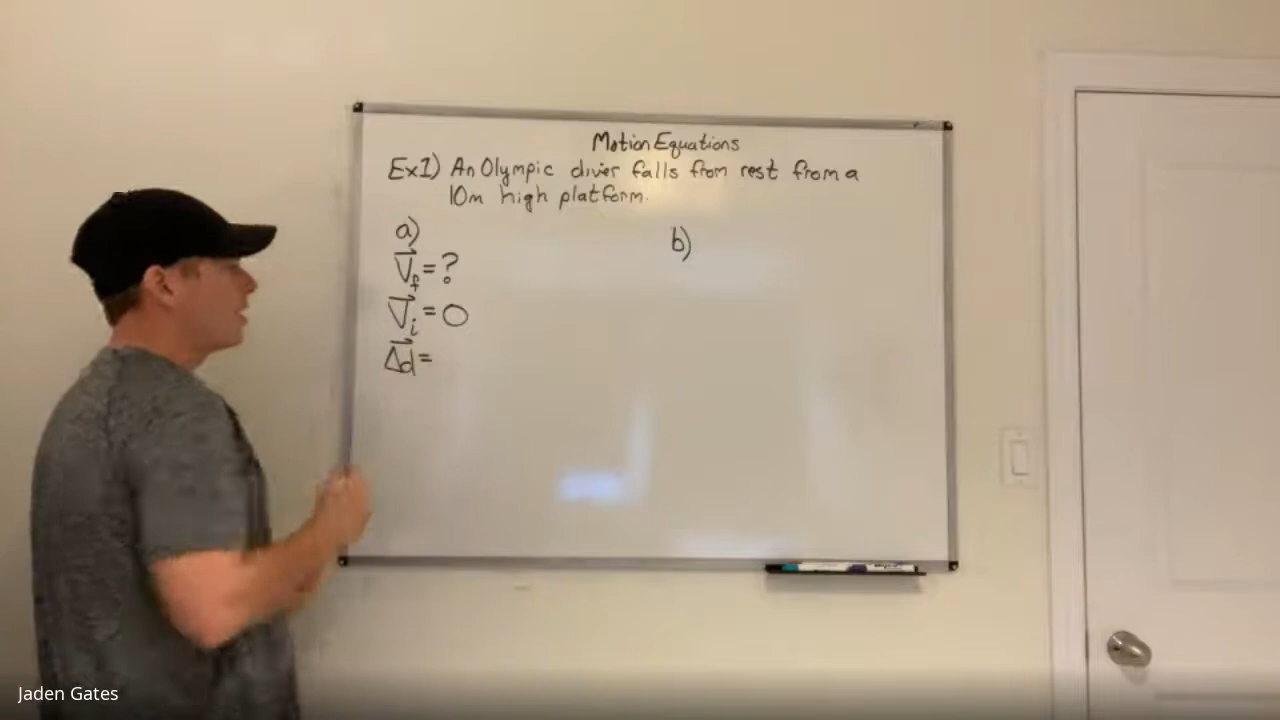 Motion Equations
Ex1) An Olympic diver falls from rest from a
10m high platform.
a)
V⃗f = ?
V⃗i = 0
Δd⃗ =
b)
Jaden Gates